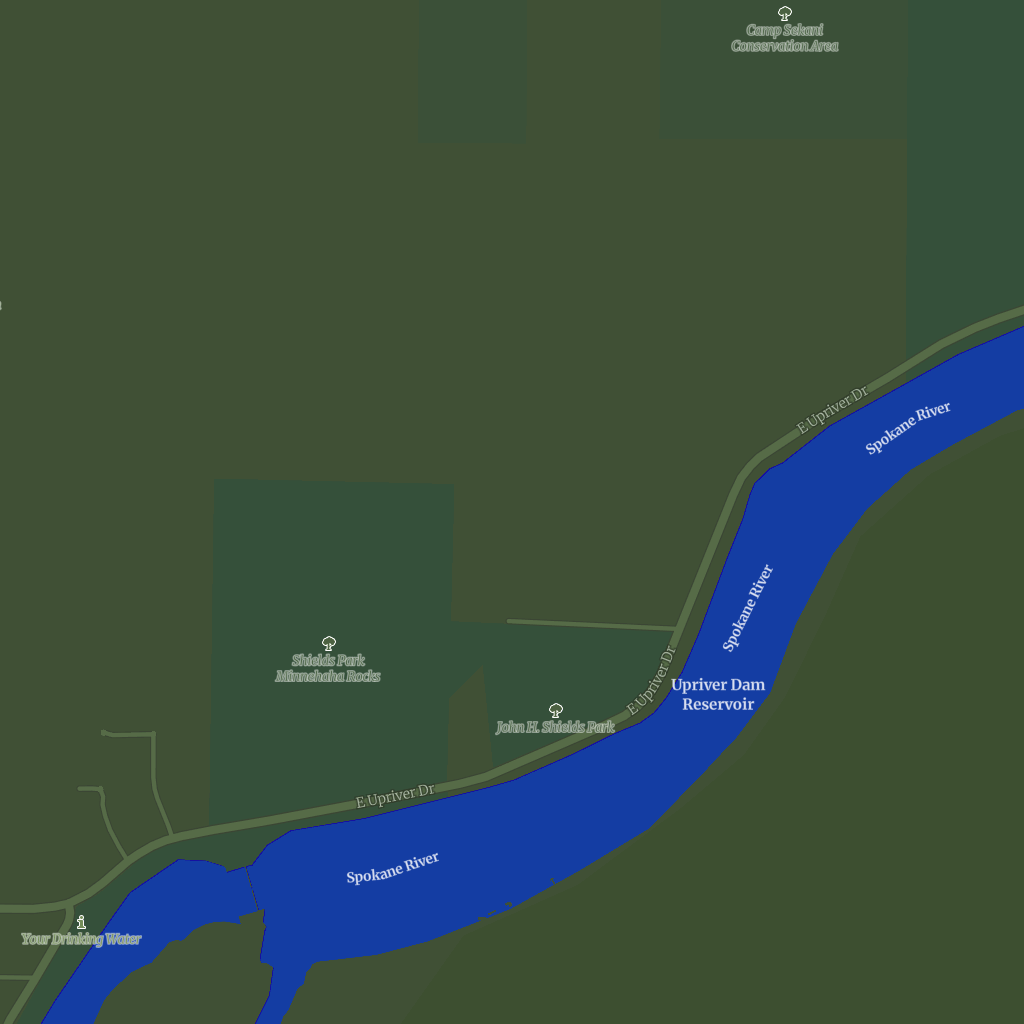 Camp Sekani
Conservation Area
E Upriver Dr
Spokane River
Spokane River
Shields Park
Minnehaha Rocks
E Upriver Dr
Upriver Dam
Reservoir
John H. Shields Park
E Upriver Dr
Spokane River
Your Drinking Water